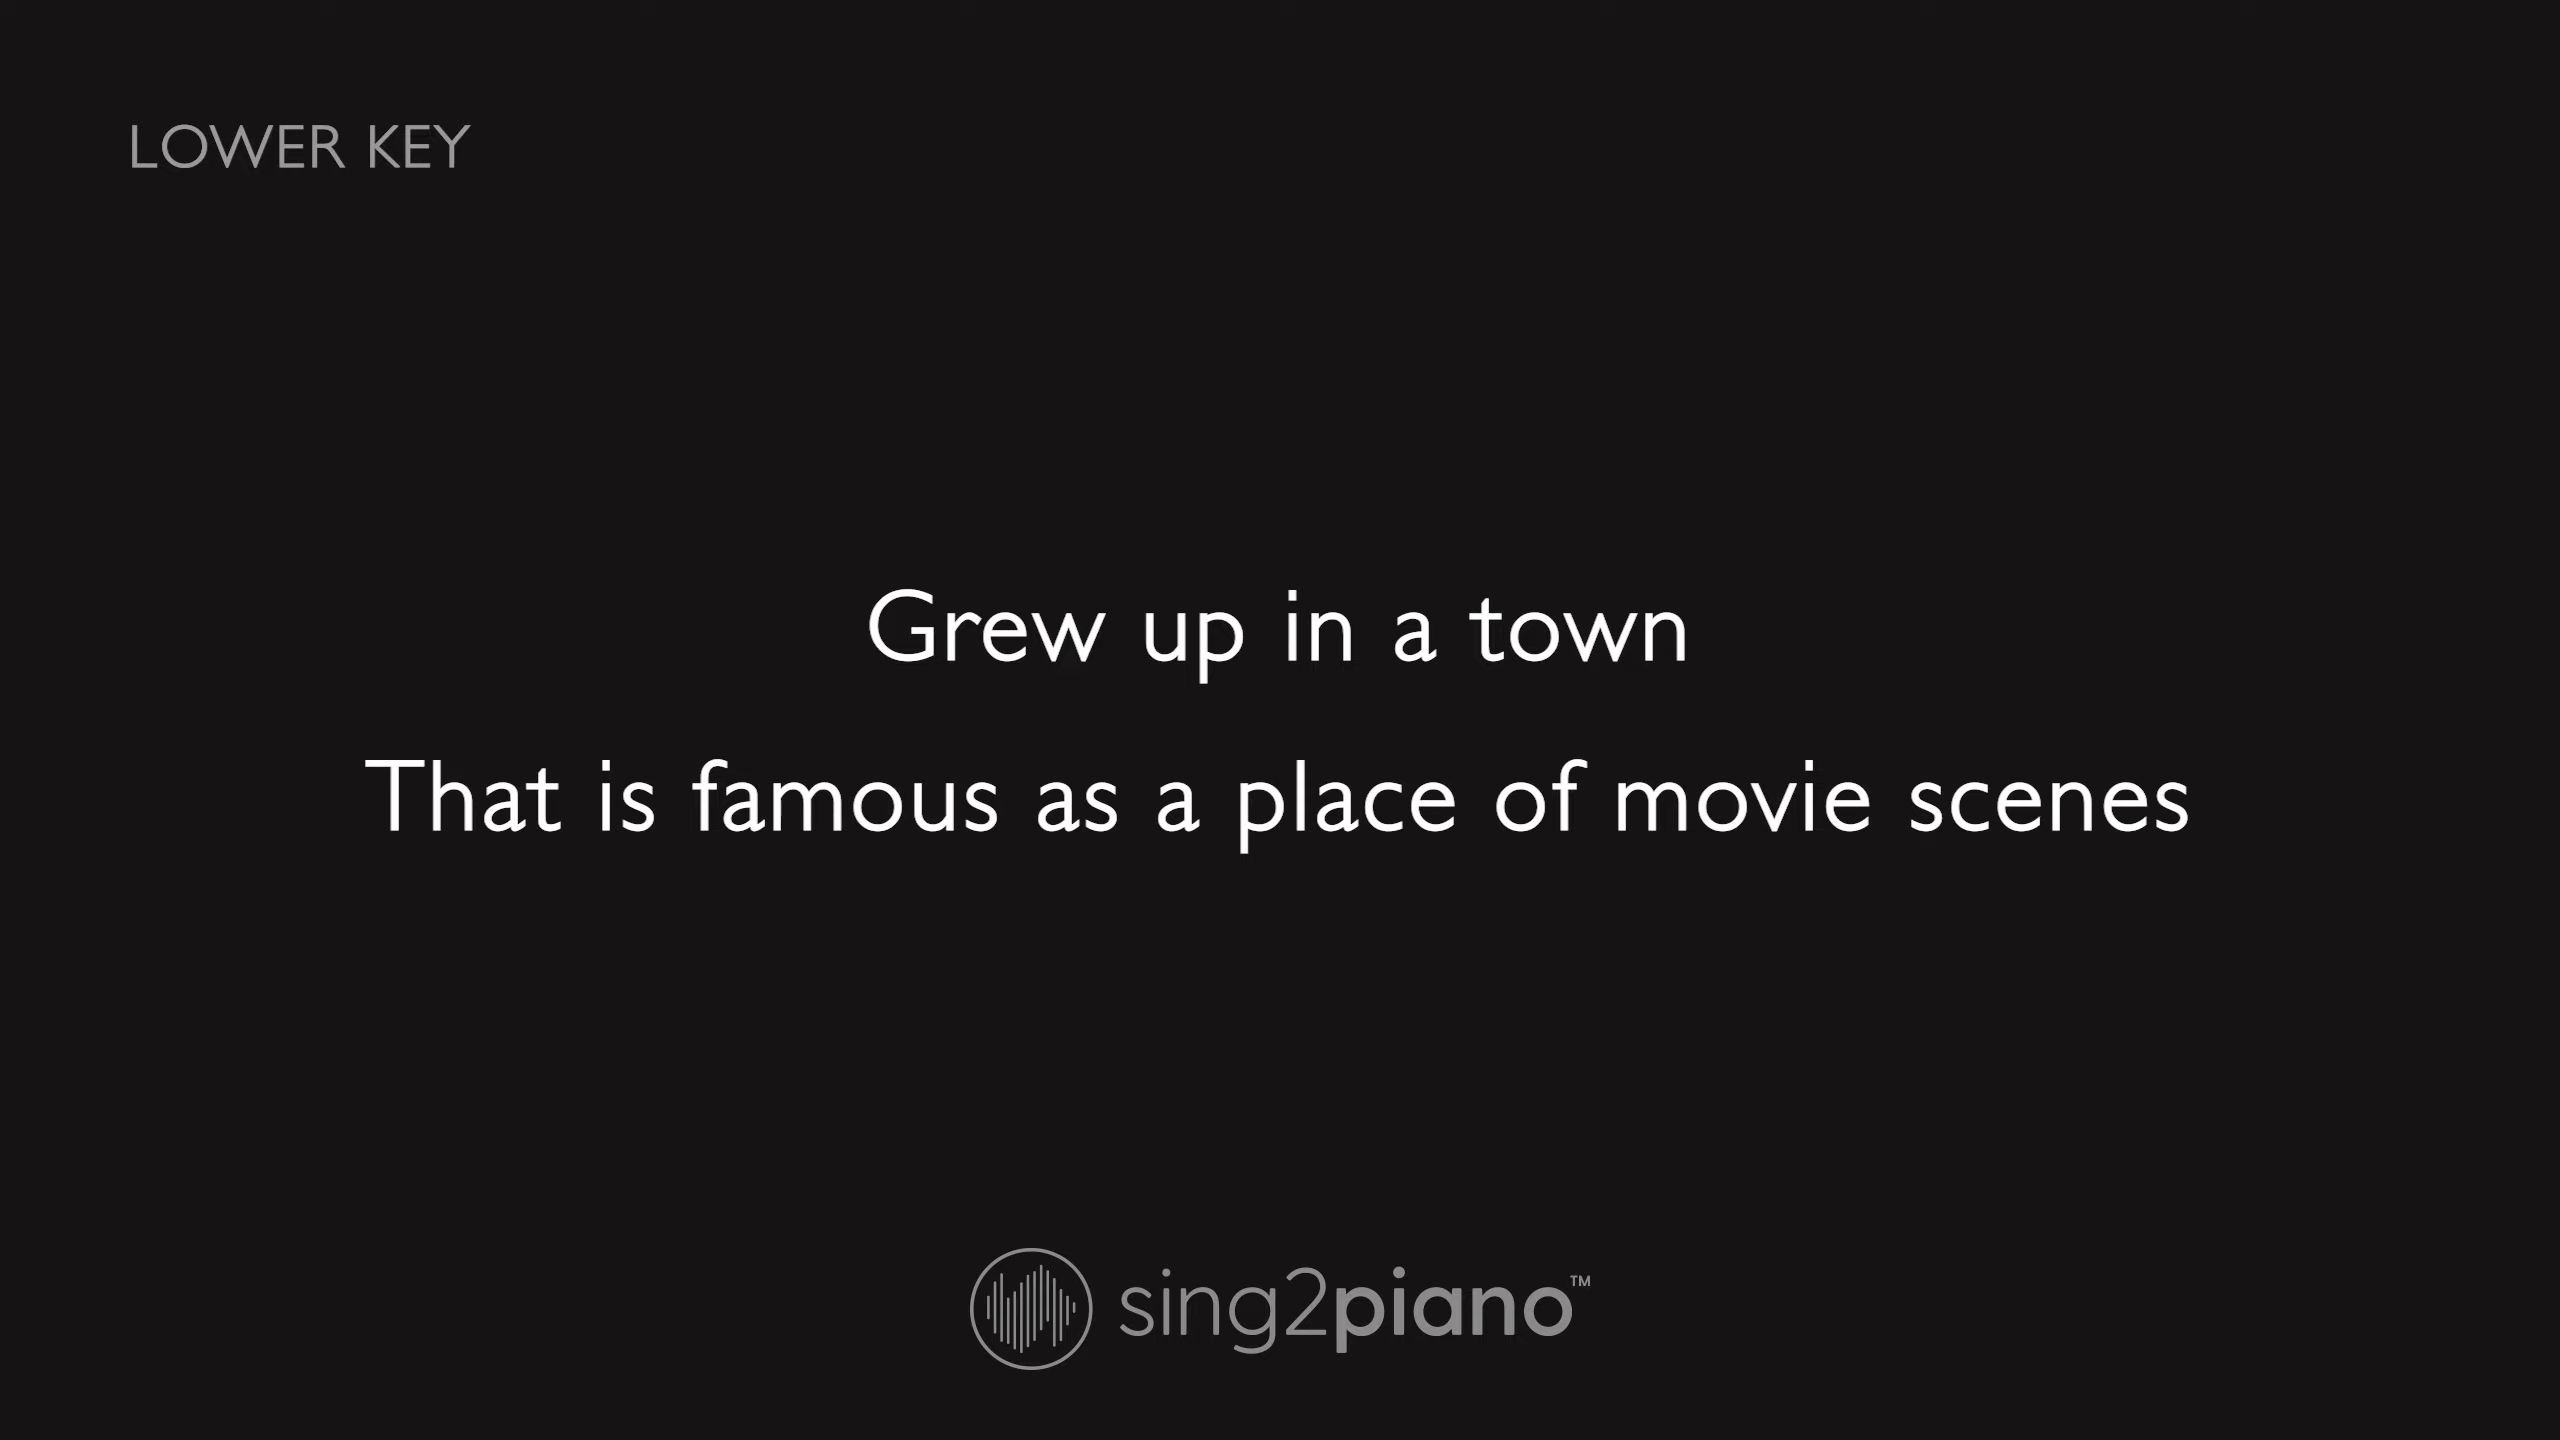 LOWER KEY
Grew up in a town
That is famous as a place of movie scenes
sing2piano™